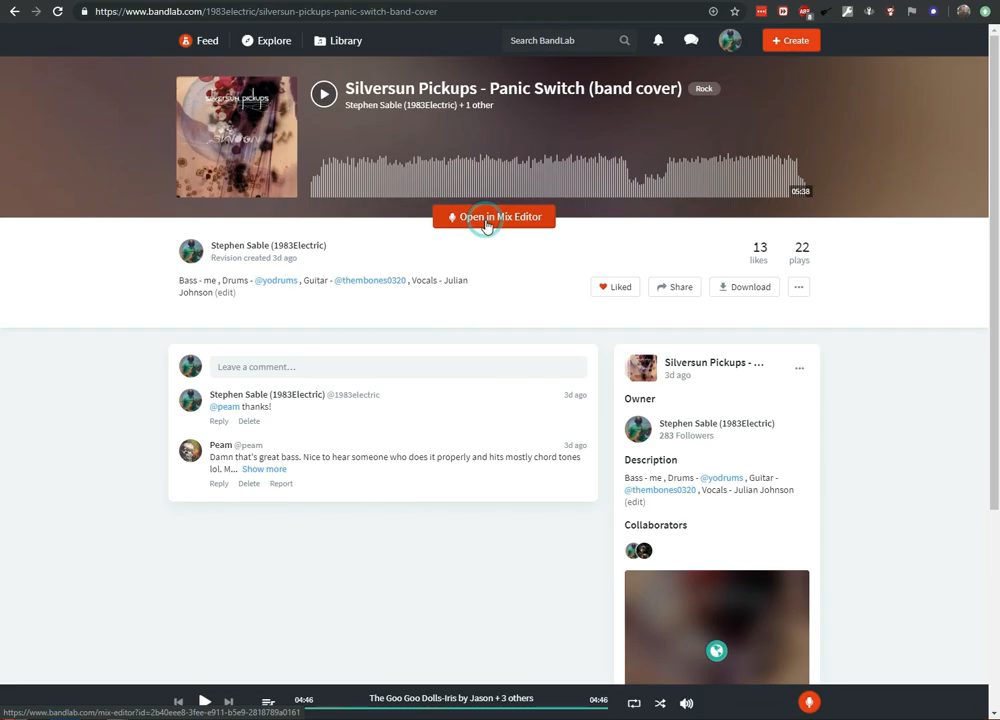 https://www.bandlab.com/1983electric/silversun-pickups-panic-switch-band-cover
Feed
Explore
Library
Search BandLab
+ Create
silversun pickups
SWOON
Silversun Pickups - Panic Switch (band cover)
Rock
Stephen Sable (1983Electric) + 1 other
05:38
Open in Mix Editor
Stephen Sable (1983Electric)
Revision created 3d ago
Bass - me , Drums - @yodrums , Guitar - @thembones0320 , Vocals - Julian
Johnson (edit)
13
likes
22
plays
Liked
Share
Download
Leave a comment…
Stephen Sable (1983Electric) @1983electric
3d ago
@peam thanks!
Reply Delete
Peam @peam
3d ago
Damn that's great bass. Nice to hear someone who does it properly and hits mostly chord tones
lol. M... Show more
Reply Delete Report
Silversun Pickups - …
3d ago
Owner
Stephen Sable (1983Electric)
283 Followers
Description
Bass - me , Drums - @yodrums , Guitar -
@thembones0320 , Vocals - Julian Johnson
(edit)
Collaborators
04:46
The Goo Goo Dolls-Iris by Jason + 3 others
04:46
https://www.bandlab.com/mix-editor?id=2b40eee8-3fee-e911-b5e9-2818789a0161